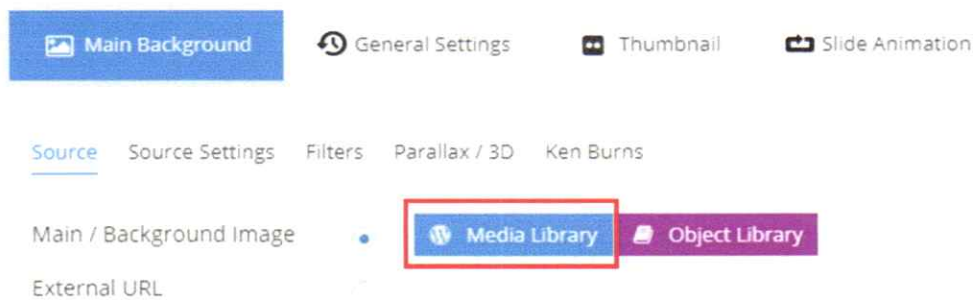 Main Background General Settings Thumbnail Slide Animation
Source Source Settings Filters Parallax / 3D Ken Burns
Main / Background Image Media Library Object Library
External URL